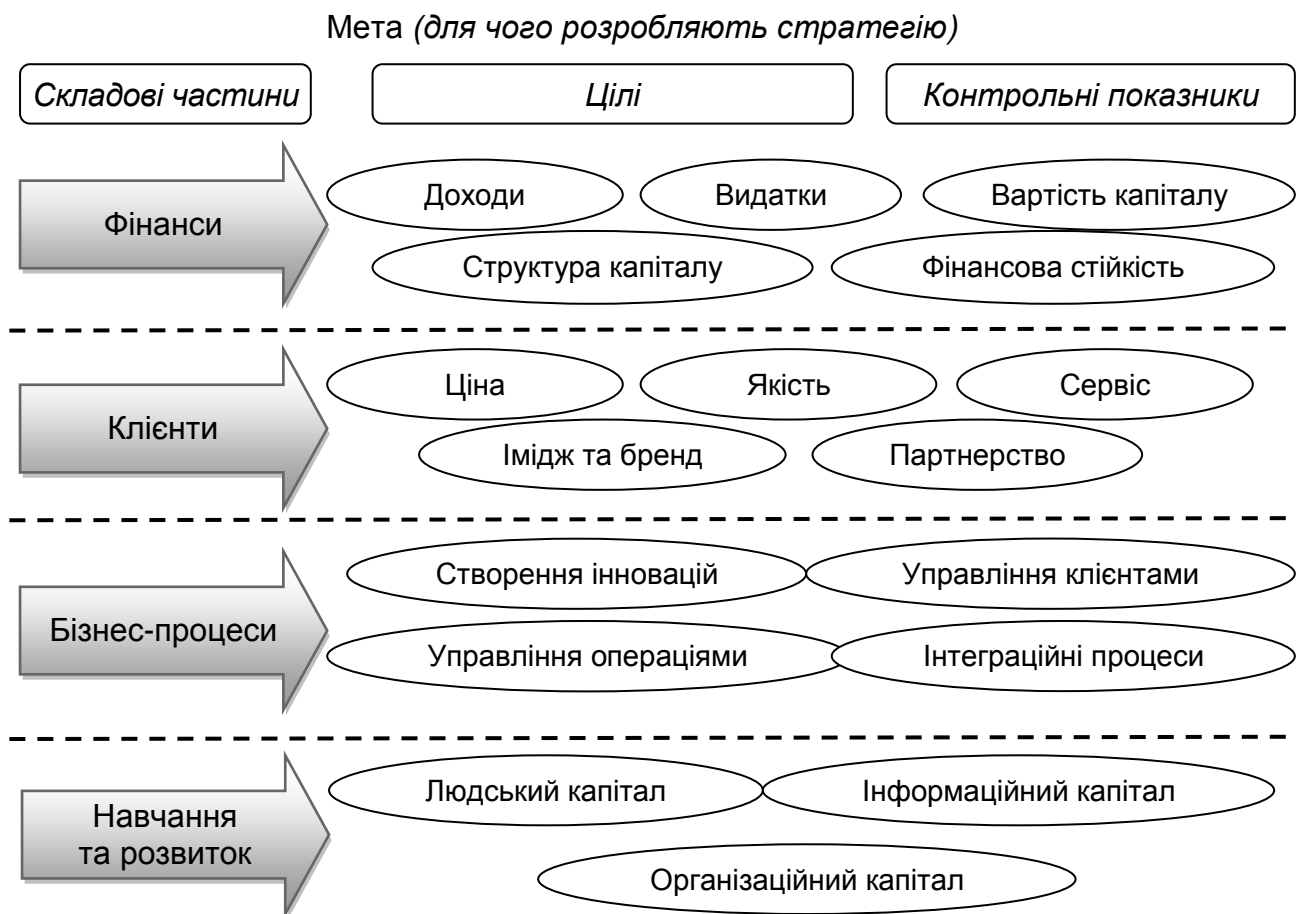 Мета (для чого розробляють стратегію)
Складові частини
Цілі
Контрольні показники
Фінанси
Доходи
Видатки
Вартість капіталу
Структура капіталу
Фінансова стійкість
Клієнти
Ціна
Якість
Сервіс
Імідж та бренд
Партнерство
Бізнес-процеси
Створення інновацій
Управління клієнтами
Управління операціями
Інтеграційні процеси
Навчання
та розвиток
Людський капітал
Інформаційний капітал
Організаційний капітал